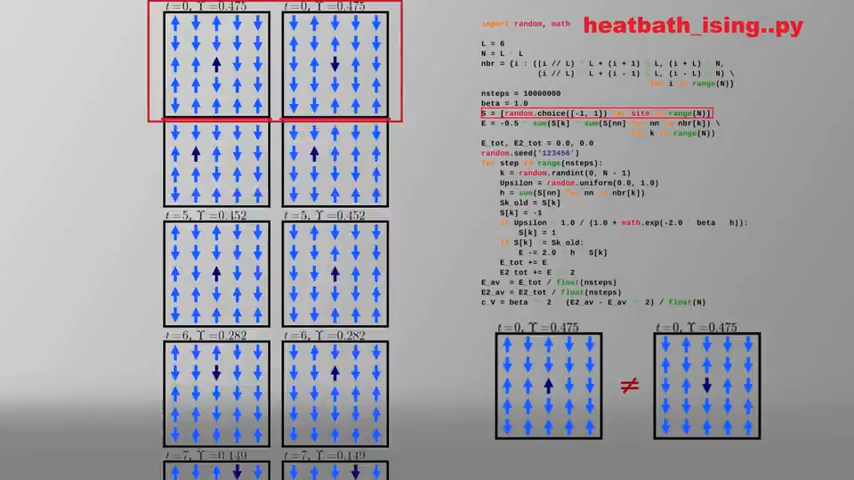 t=0, Υ=0.475
t=0, Υ=0.475
t=5, Υ=0.452
t=5, Υ=0.452
t=6, Υ=0.282
t=6, Υ=0.282
t=7, Υ=0.149
t=7, Υ=0.149
heatbath_ising..py
import random, math
L = 6
N = L L
nbr = {i : ((i // L) L + (i + 1) L, (i + L) N,
(i // L) L + (i - 1) L, (i - L) N) \
for i in range(N)}
nsteps = 10000000
beta = 1.0
S = [random.choice([-1, 1]) for site range(N)]
E = -0.5 sum(S[k] sum(S[nn] for nn nbr[k]) \
for k in range(N))
E_tot, E2_tot = 0.0, 0.0
random.seed('123456')
for step in range(nsteps):
k = random.randint(0, N - 1)
Upsilon = random.uniform(0.0, 1.0)
h = sum(S[nn] for nn nbr[k])
Sk_old = S[k]
S[k] = -1
if Upsilon 1.0 / (1.0 + math.exp(-2.0 beta h)):
S[k] = 1
if S[k] = Sk_old:
E -= 2.0 h S[k]
E_tot += E
E2_tot += E 2
E_av = E_tot / float(nsteps)
E2_av = E2_tot / float(nsteps)
c_V = beta 2 (E2_av - E_av 2) / float(N)
t=0, Υ=0.475
t=0, Υ=0.475
≠